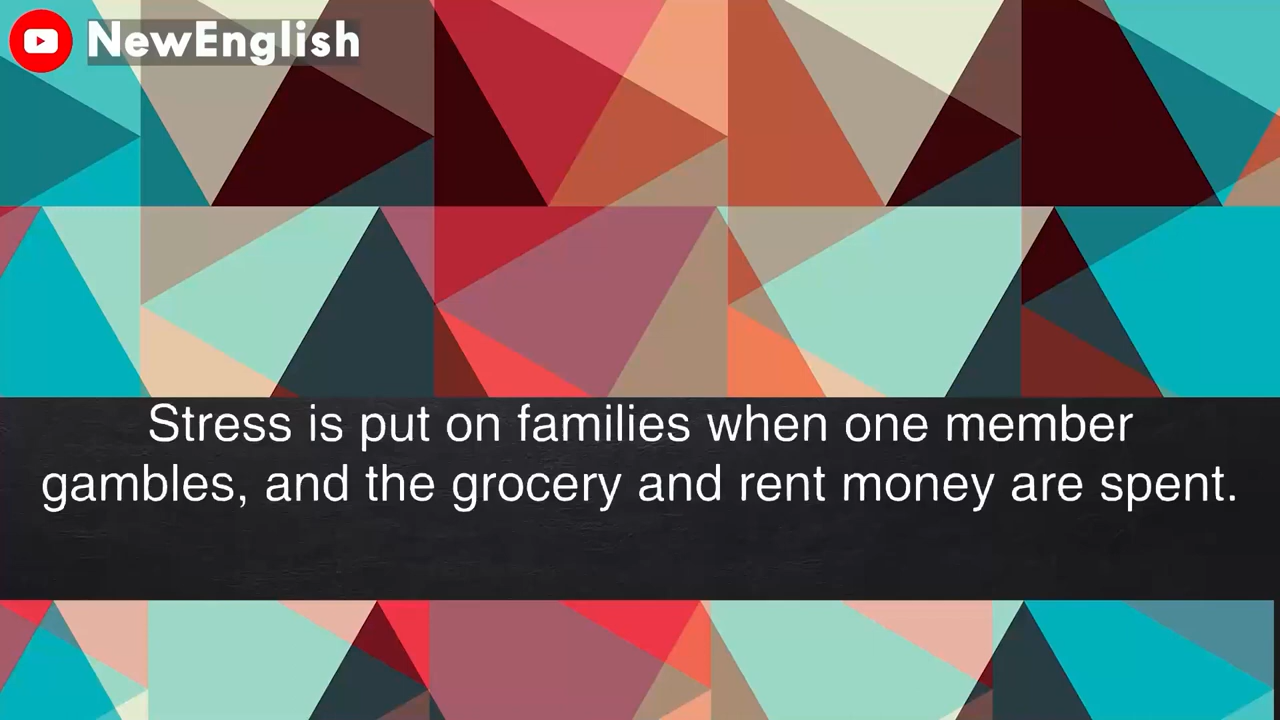 NewEnglish
Stress is put on families when one member
gambles, and the grocery and rent money are spent.